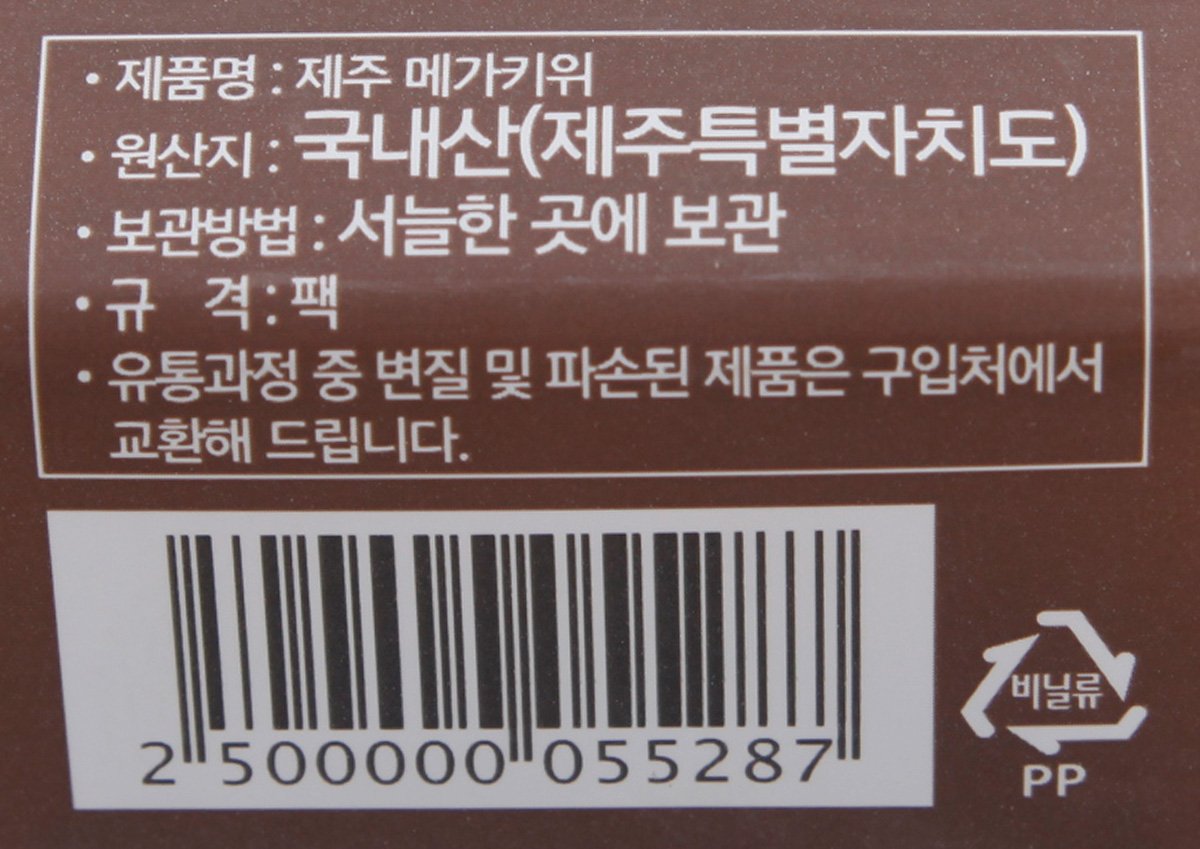 · 제품명 : 제주 메가키위
· 원산지 : 국내산(제주특별자치도)
· 보관방법 : 서늘한 곳에 보관
· 규 격 : 팩
· 유통과정 중 변질 및 파손된 제품은 구입처에서
교환해 드립니다.
2 500000 055287
비닐류
PP